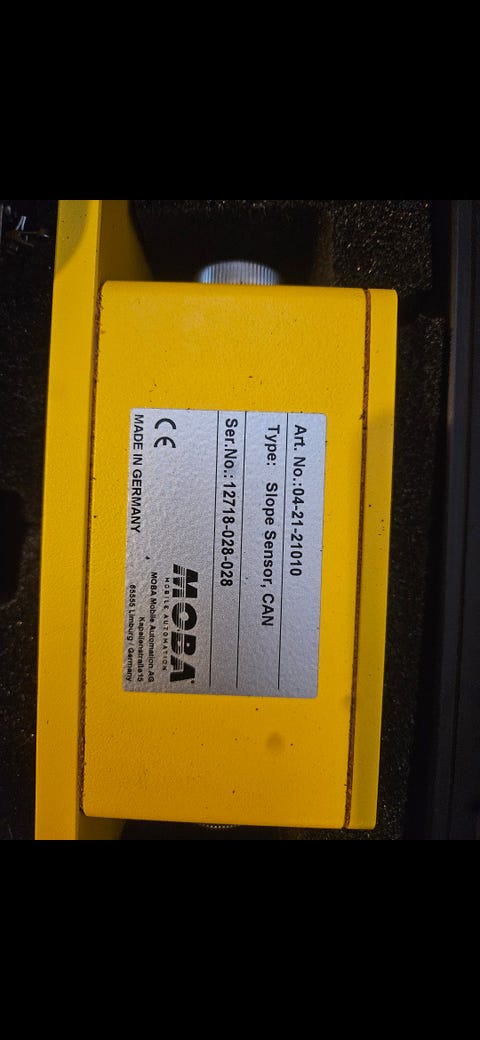 Art. No.:04-21-21010
Type: Slope Sensor, CAN
Ser.No.:12718-028-028
CE
MADE IN GERMANY
MOBA®
MOBILE AUTOMATION
MOBA Mobile Automation AG
Kapellenstraße15
65555 Limburg / Germany